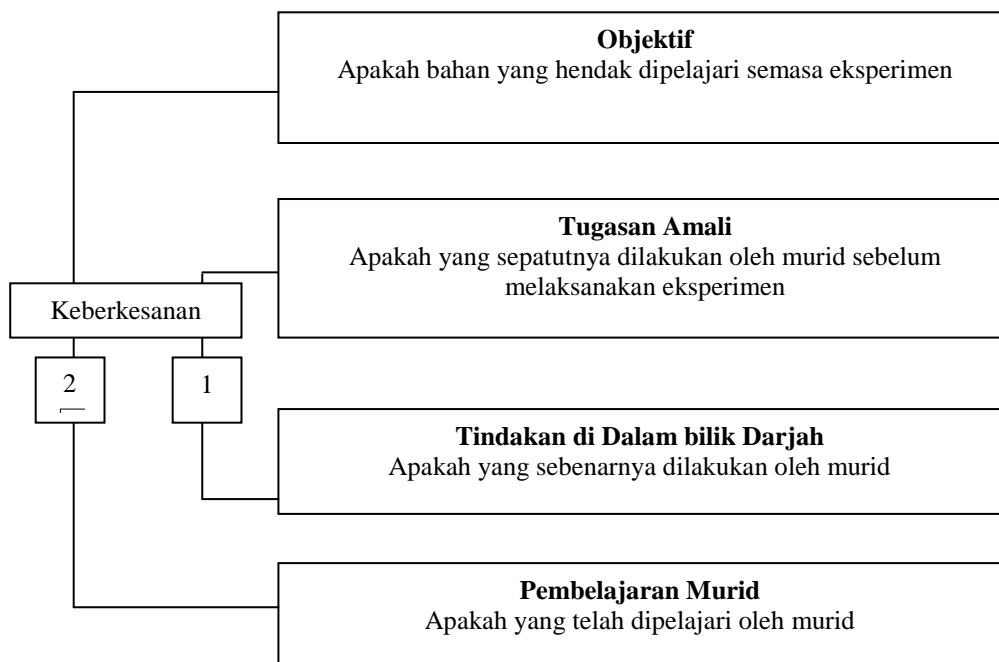 Objektif
Apakah bahan yang hendak dipelajari semasa eksperimen
Tugasan Amali
Apakah yang sepatutnya dilakukan oleh murid sebelum
melaksanakan eksperimen
Keberkesanan
2
1
Tindakan di Dalam bilik Darjah
Apakah yang sebenarnya dilakukan oleh murid
Pembelajaran Murid
Apakah yang telah dipelajari oleh murid